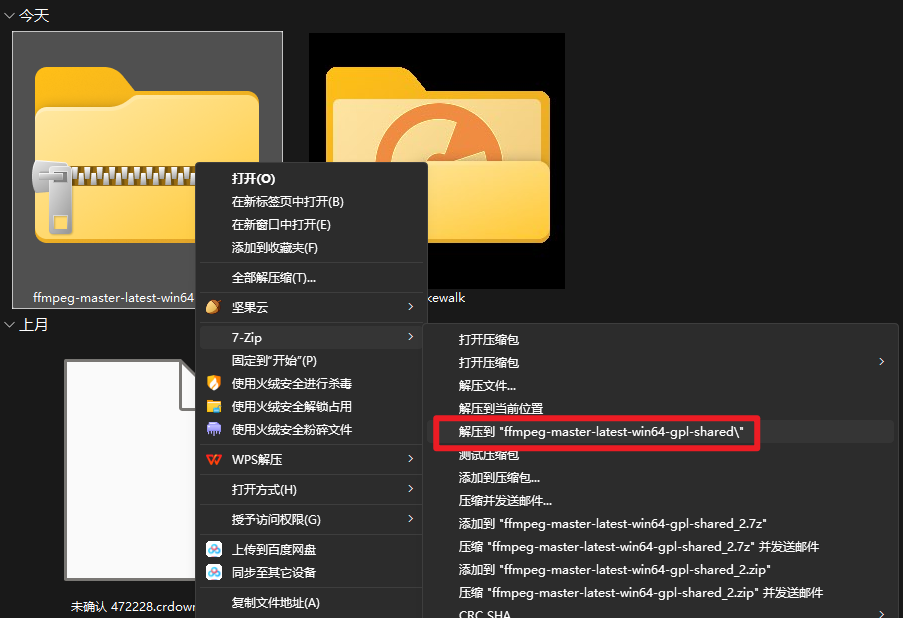 今天
ffmpeg-master-latest-win64
kewalk
上月
未确认 472228.crdown
打开(O)
在新标签页中打开(B)
在新窗口中打开(E)
添加到收藏夹(F)
全部解压缩(T)...
坚果云
7-Zip
固定到"开始"(P)
使用火绒安全进行杀毒
使用火绒安全解锁占用
使用火绒安全粉碎文件
WPS解压
打开方式(H)
授予访问权限(G)
上传到百度网盘
同步至其它设备
复制文件地址(A)
打开压缩包
打开压缩包
解压文件...
解压到当前位置
解压到 "ffmpeg-master-latest-win64-gpl-shared\"
测试压缩包
添加到压缩包...
压缩并发送邮件...
添加到 "ffmpeg-master-latest-win64-gpl-shared_2.7z"
压缩 "ffmpeg-master-latest-win64-gpl-shared_2.7z" 并发送邮件
添加到 "ffmpeg-master-latest-win64-gpl-shared_2.zip"
压缩 "ffmpeg-master-latest-win64-gpl-shared_2.zip" 并发送邮件
CRC SHA